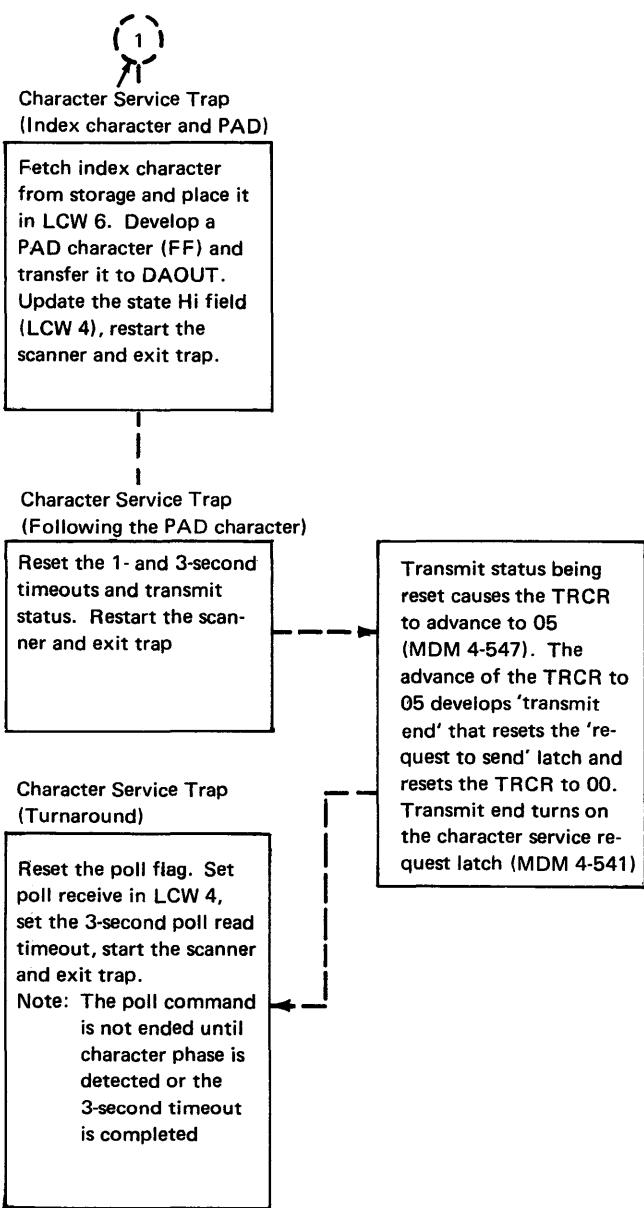 1
Character Service Trap
(Index character and PAD)
Fetch index character
from storage and place it
in LCW 6. Develop a
PAD character (FF) and
transfer it to DAOUT.
Update the state Hi field
(LCW 4), restart the
scanner and exit trap.
Character Service Trap
(Following the PAD character)
Reset the 1- and 3-second
timeouts and transmit
status. Restart the scan-
ner and exit trap
Transmit status being
reset causes the TRCR
to advance to 05
(MDM 4-547). The
advance of the TRCR to
05 develops 'transmit
end' that resets the 're-
quest to send' latch and
resets the TRCR to 00.
Transmit end turns on
the character service re-
quest latch (MDM 4-541)
Character Service Trap
(Turnaround)
Reset the poll flag. Set
poll receive in LCW 4,
set the 3-second poll read
timeout, start the scanner
and exit trap.
Note: The poll command
is not ended until
character phase is
detected or the
3-second timeout
is completed